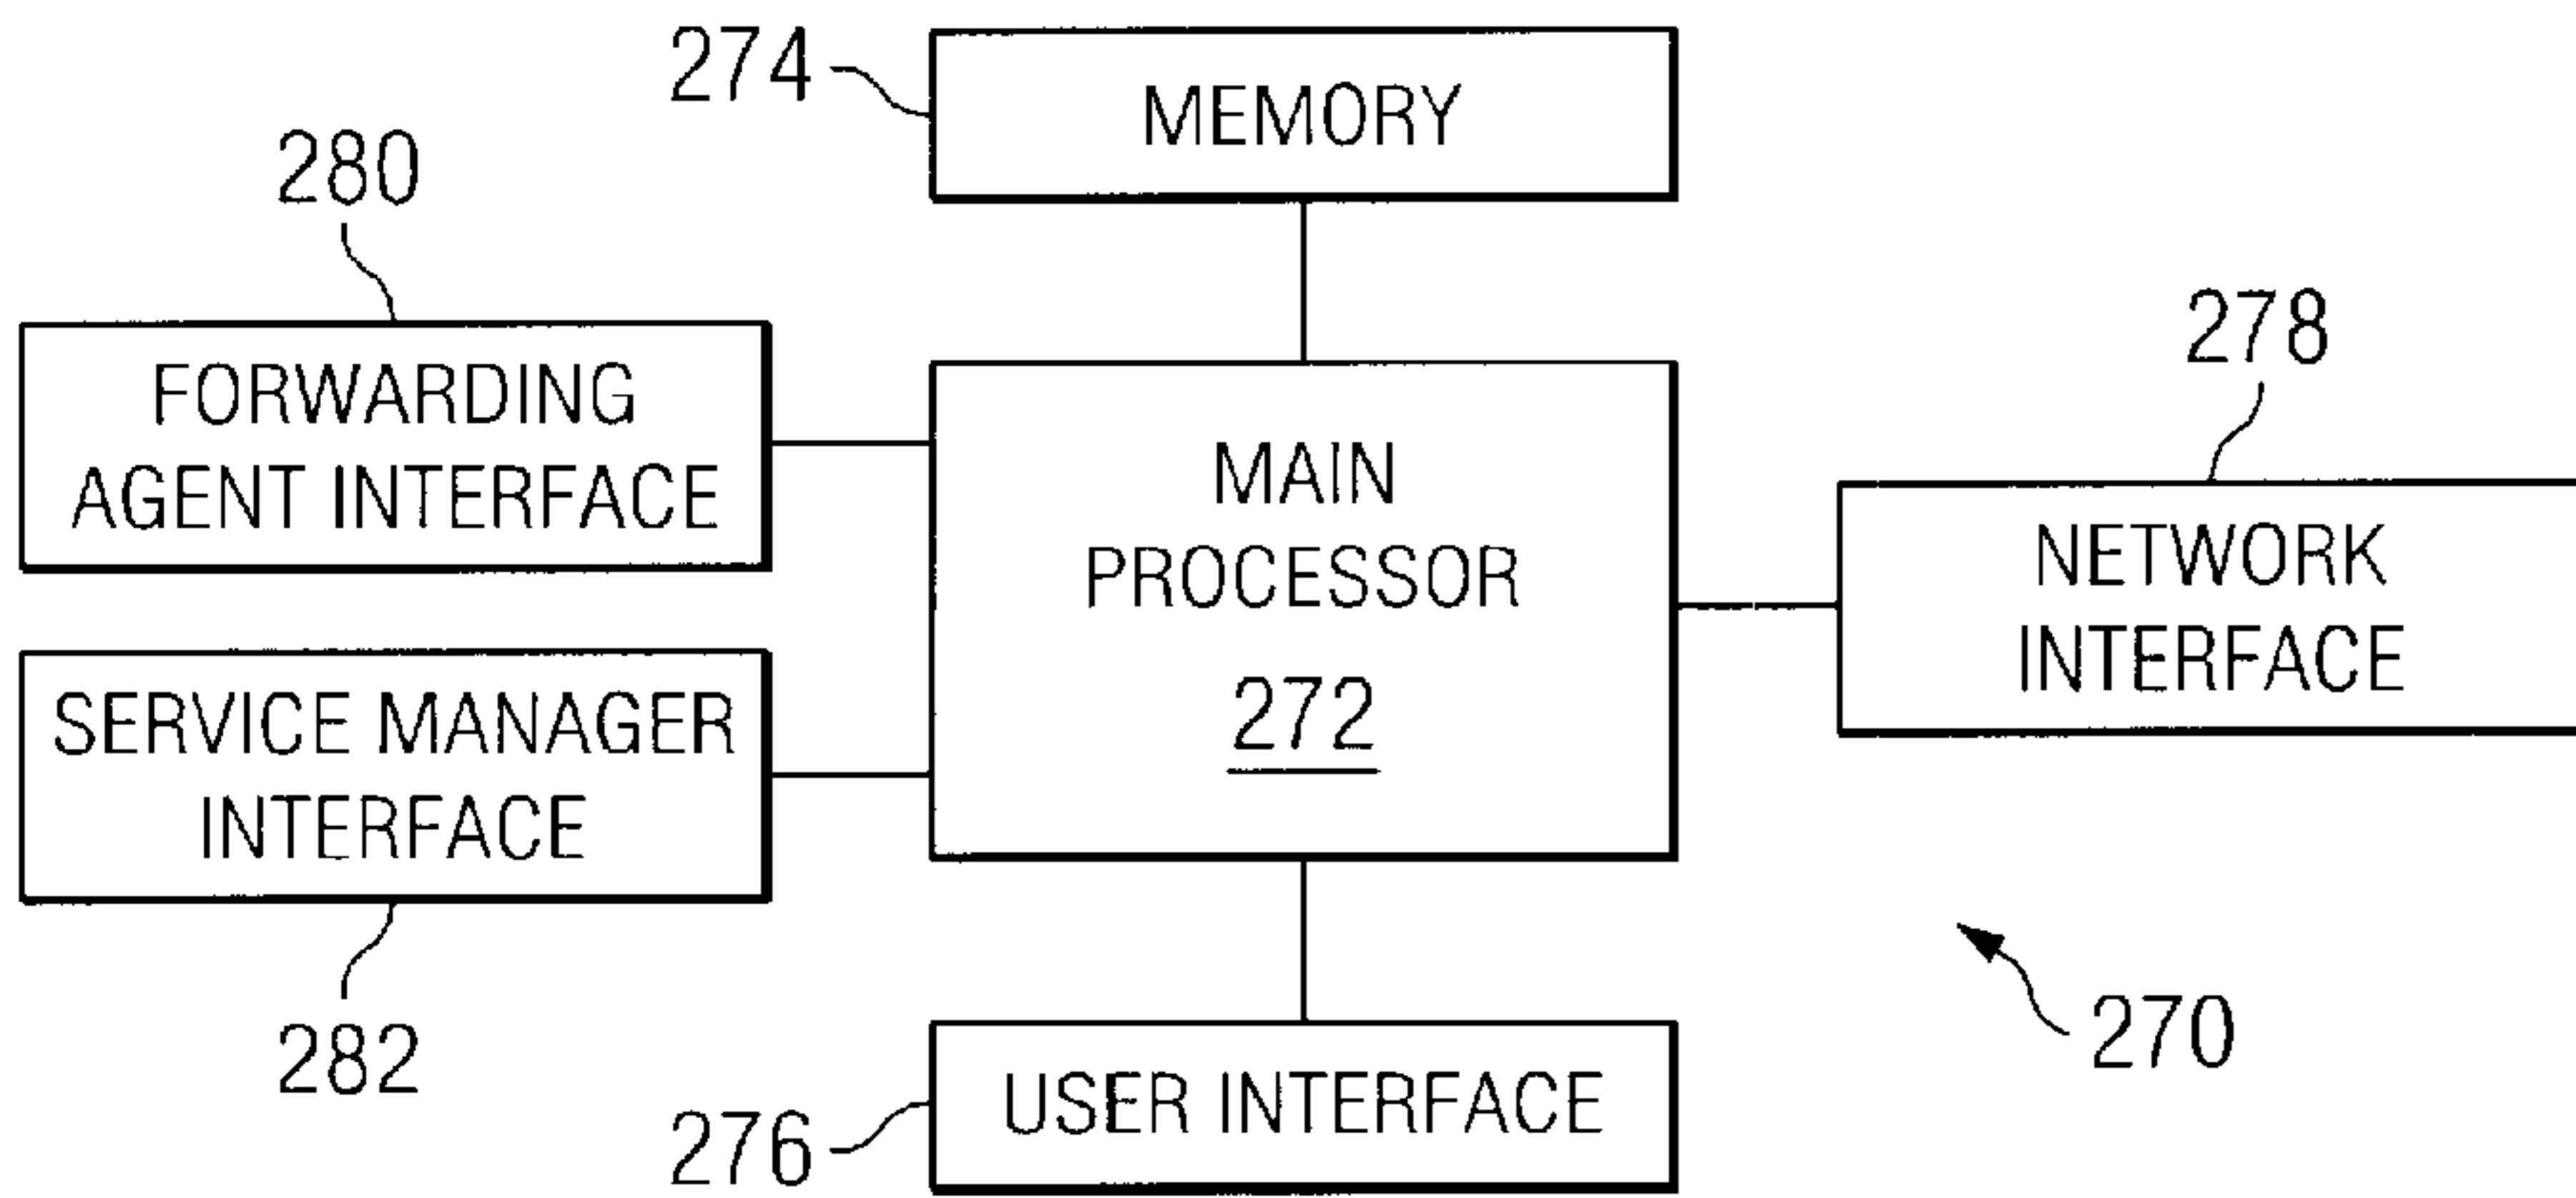 274
MEMORY
280
FORWARDING
AGENT INTERFACE
MAIN
PROCESSOR
272
278
NETWORK
INTERFACE
SERVICE MANAGER
INTERFACE
282
270
276
USER INTERFACE